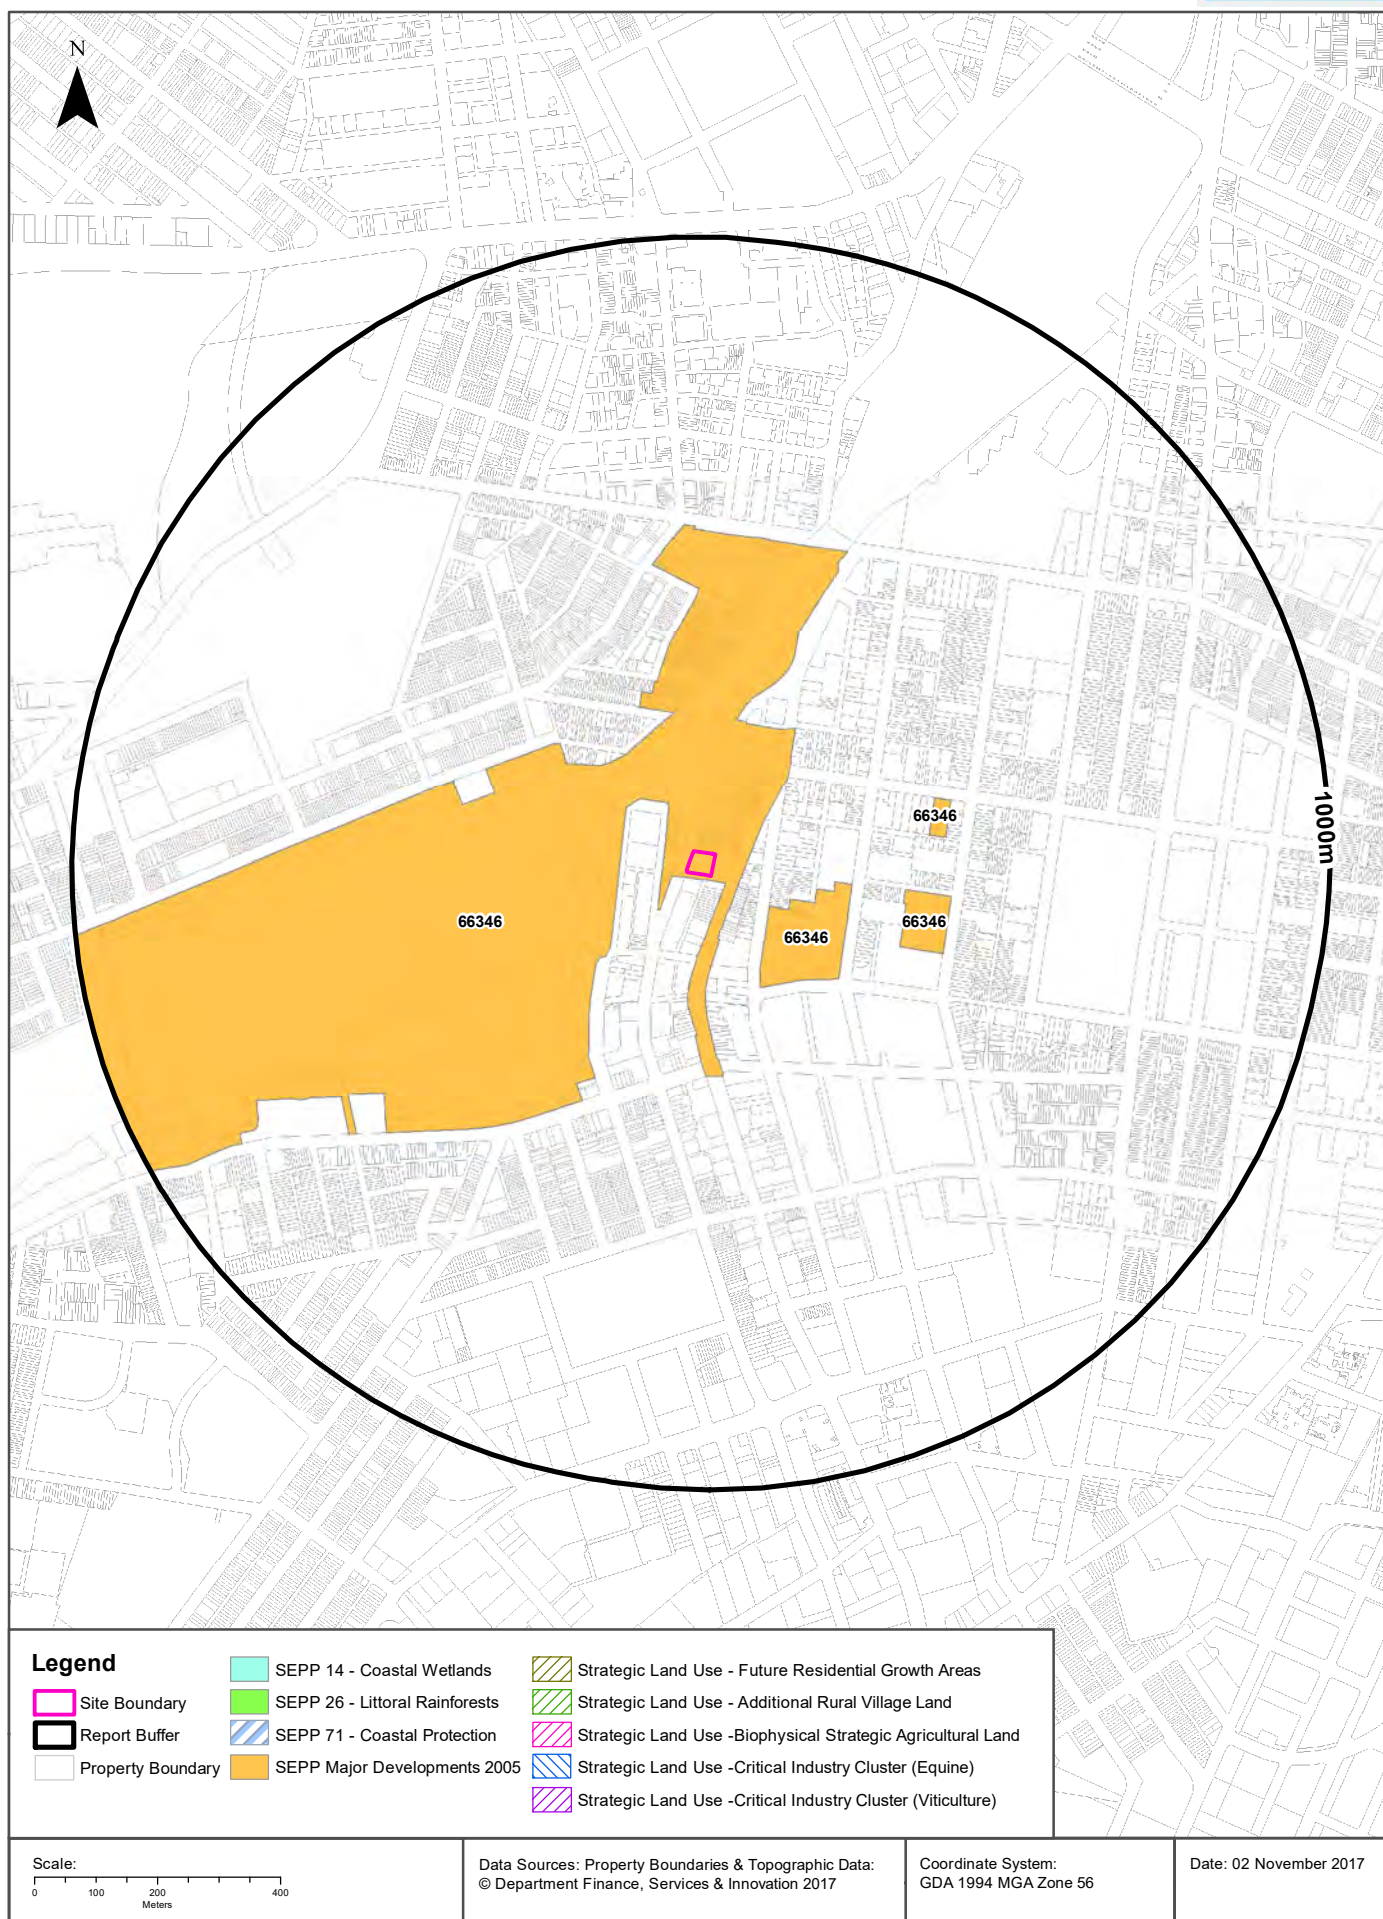 N
1000m
66346
66346
66346
66346
Legend
Site Boundary
Report Buffer
Property Boundary
SEPP 14 - Coastal Wetlands
SEPP 26 - Littoral Rainforests
SEPP 71 - Coastal Protection
SEPP Major Developments 2005
Strategic Land Use - Future Residential Growth Areas
Strategic Land Use - Additional Rural Village Land
Strategic Land Use -Biophysical Strategic Agricultural Land
Strategic Land Use -Critical Industry Cluster (Equine)
Strategic Land Use -Critical Industry Cluster (Viticulture)
Scale:
0 100 200 400
Meters
Data Sources: Property Boundaries & Topographic Data:
© Department Finance, Services & Innovation 2017
Coordinate System:
GDA 1994 MGA Zone 56
Date: 02 November 2017